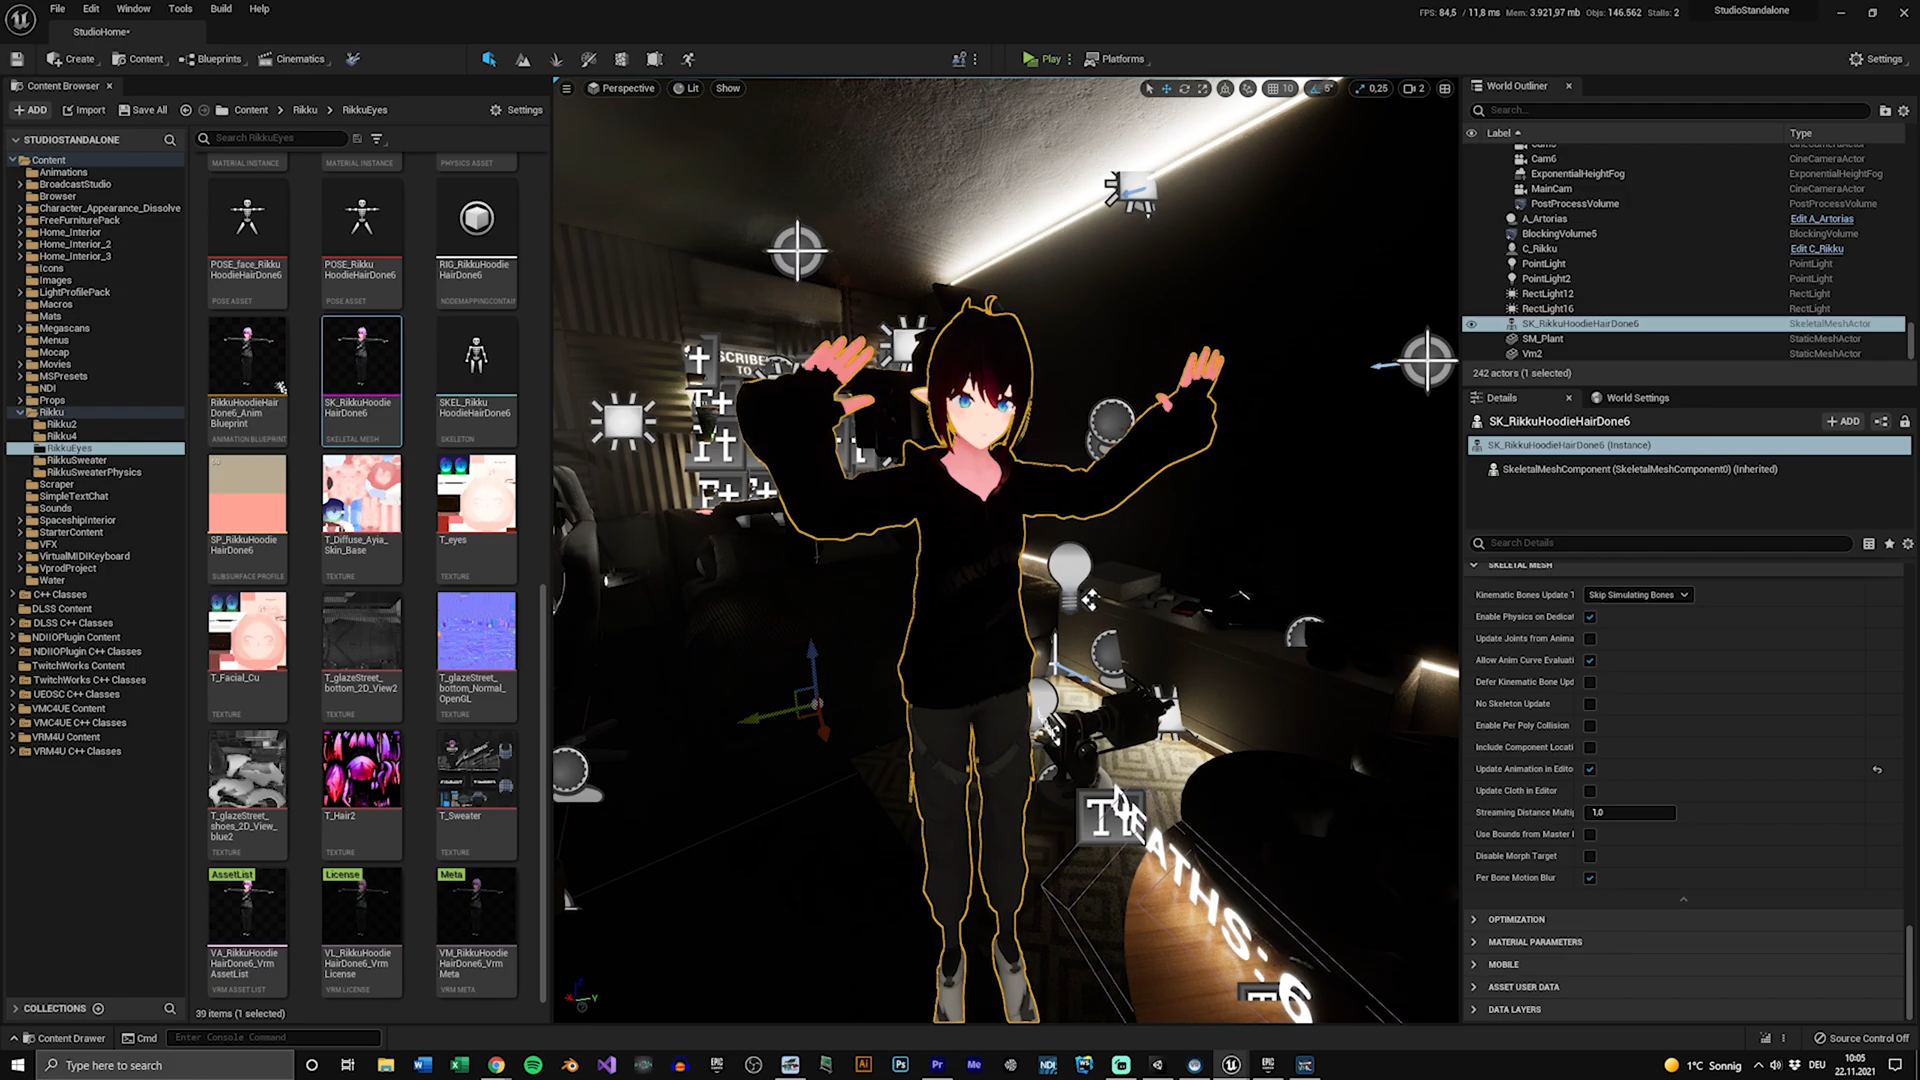 File Edit Window Tools Build Help
FPS: 84,5 / 11,8 ms Mem: 3.921,97 mb Objs: 146.562 Stalls: 2
StudioStandalone
StudioHome*
Create Content Blueprints Cinematics Play Platforms Settings
Content Browser
ADD Import Save All Content Rikku RikkuEyes Settings
STUDIOSTANDALONE
Search RikkuEyes
Content
Animations
BroadcastStudio
Browser
Character_Appearance_Dissolve
FreeFurniturePack
Home_Interior
Home_Interior_2
Home_Interior_3
Icons
Images
LightProfilePack
Macros
Mats
Megascans
Menus
Mocap
Movies
MSPresets
NDI
Props
Rikku
Rikku2
Rikku4
RikkuEyes
RikkuSweater
RikkuSweaterPhysics
Scraper
SimpleTextChat
Sounds
SpaceshipInterior
StarterContent
VFX
VirtualMIDIKeyboard
VprodProject
Water
C++ Classes
DLSS Content
DLSS C++ Classes
NDIIOPlugin Content
NDIIOPlugin C++ Classes
TwitchWorks Content
TwitchWorks C++ Classes
UEOSC C++ Classes
VMC4UE Content
VMC4UE C++ Classes
VRM4U Content
VRM4U C++ Classes
COLLECTIONS
MATERIAL INSTANCE MATERIAL INSTANCE PHYSICS ASSET
POSE_face_Rikku
HoodieHairDone6
POSE ASSET
POSE_Rikku
HoodieHairDone6
POSE ASSET
RIG_RikkuHoodie
HairDone6
NODEMAPPINGCONTAIN
RikkuHoodieHair
Done6_Anim
Blueprint
ANIMATION BLUEPRINT
SK_RikkuHoodie
HairDone6
SKELETAL MESH
SKEL_Rikku
HoodieHairDone6
SKELETON
SP_RikkuHoodie
HairDone6
SUBSURFACE PROFILE
T_Diffuse_Ayia_
Skin_Base
TEXTURE
T_eyes
TEXTURE
T_Facial_Cu
TEXTURE
T_glazeStreet_
bottom_2D_View2
TEXTURE
T_glazeStreet_
bottom_Normal_
OpenGL
TEXTURE
T_glazeStreet_
shoes_2D_View_
blue2
TEXTURE
T_Hair2
TEXTURE
T_Sweater
TEXTURE
AssetList
VA_RikkuHoodie
HairDone6_Vrm
AssetList
VRM ASSET LIST
License
VL_RikkuHoodie
HairDone6_Vrm
License
VRM LICENSE
Meta
VM_RikkuHoodie
HairDone6_Vrm
Meta
VRM META
39 items (1 selected)
Perspective Lit Show
10 5° 0,25 2
SCRIBE
TO
DEATHS: 6
World Outliner
Search...
Label Type
Cam6 CineCameraActor
ExponentialHeightFog ExponentialHeightFog
MainCam CineCameraActor
PostProcessVolume PostProcessVolume
A_Artorias Edit A_Artorias
BlockingVolume5 BlockingVolume
C_Rikku Edit C_Rikku
PointLight PointLight
PointLight2 PointLight
RectLight12 RectLight
RectLight16 RectLight
SK_RikkuHoodieHairDone6 SkeletalMeshActor
SM_Plant StaticMeshActor
Vm2 StaticMeshActor
242 actors (1 selected)
Details World Settings
SK_RikkuHoodieHairDone6 ADD
SK_RikkuHoodieHairDone6 (Instance)
SkeletalMeshComponent (SkeletalMeshComponent0) (Inherited)
Search Details
SKELETAL MESH
Kinematic Bones Update T Skip Simulating Bones
Enable Physics on Dedicat
Update Joints from Anima
Allow Anim Curve Evaluati
Defer Kinematic Bone Upd
No Skeleton Update
Enable Per Poly Collision
Include Component Locati
Update Animation in Edito
Update Cloth in Editor
Streaming Distance Multip 1,0
Use Bounds from Master
Disable Morph Target
Per Bone Motion Blur
OPTIMIZATION
MATERIAL PARAMETERS
MOBILE
ASSET USER DATA
DATA LAYERS
Content Drawer Cmd Enter Console Command Source Control Off
Type here to search
1°C Sonnig DEU
10:05
22.11.2021